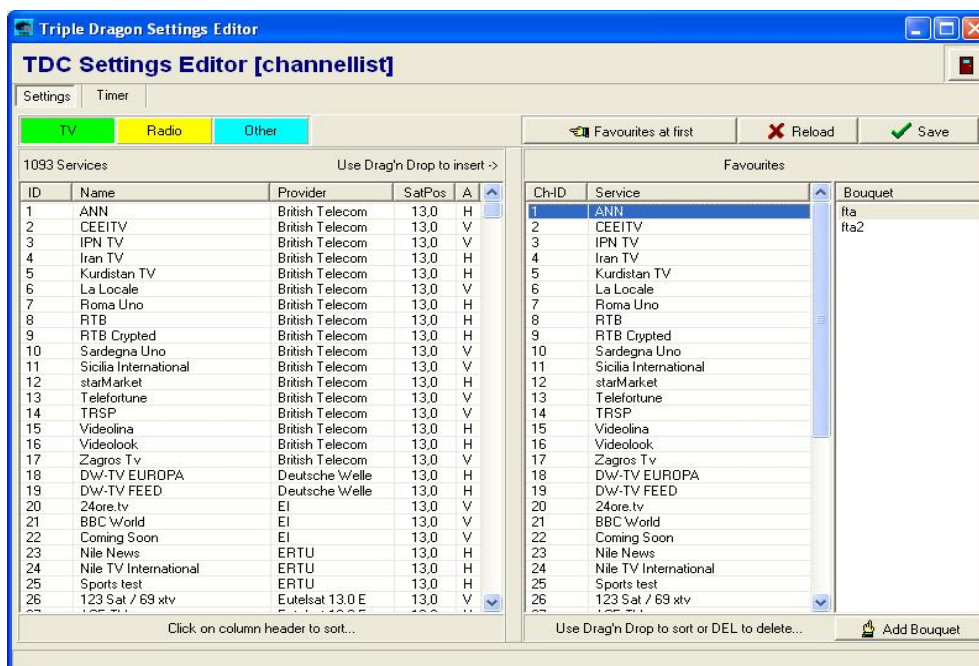 Triple Dragon Settings Editor
TDC Settings Editor [channellist]
Settings Timer
TV Radio Other Favourites at first Reload Save
1093 Services Use Drag'n Drop to insert -> Favourites
ID Name Provider SatPos A Ch-ID Service Bouquet
1 ANN British Telecom 13,0 H 1 ANN fta
2 CEEITV British Telecom 13,0 V 2 CEEITV fta2
3 IPN TV British Telecom 13,0 V 3 IPN TV
4 Iran TV British Telecom 13,0 H 4 Iran TV
5 Kurdistan TV British Telecom 13,0 H 5 Kurdistan TV
6 La Locale British Telecom 13,0 V 6 La Locale
7 Roma Uno British Telecom 13,0 H 7 Roma Uno
8 RTB British Telecom 13,0 H 8 RTB
9 RTB Crypted British Telecom 13,0 H 9 RTB Crypted
10 Sardegna Uno British Telecom 13,0 V 10 Sardegna Uno
11 Sicilia International British Telecom 13,0 V 11 Sicilia International
12 starMarket British Telecom 13,0 H 12 starMarket
13 Telefortune British Telecom 13,0 V 13 Telefortune
14 TRSP British Telecom 13,0 V 14 TRSP
15 Videolina British Telecom 13,0 H 15 Videolina
16 Videolook British Telecom 13,0 H 16 Videolook
17 Zagros Tv British Telecom 13,0 V 17 Zagros Tv
18 DW-TV EUROPA Deutsche Welle 13,0 H 18 DW-TV EUROPA
19 DW-TV FEED Deutsche Welle 13,0 H 19 DW-TV FEED
20 24ore.tv EI 13,0 V 20 24ore.tv
21 BBC World EI 13,0 V 21 BBC World
22 Coming Soon EI 13,0 V 22 Coming Soon
23 Nile News ERTU 13,0 H 23 Nile News
24 Nile TV International ERTU 13,0 H 24 Nile TV International
25 Sports test ERTU 13,0 H 25 Sports test
26 123 Sat / 69 xtv Eutelsat 13.0 E 13,0 V 26 123 Sat / 69 xtv
Click on column header to sort... Use Drag'n Drop to sort or DEL to delete... Add Bouquet